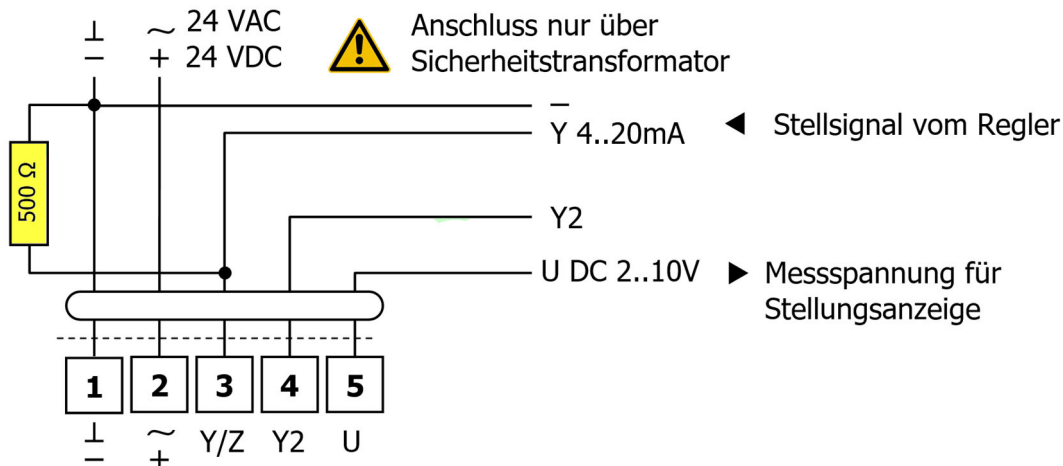 ⊥ ~ 24 VAC
− + 24 VDC
Anschluss nur über
Sicherheitstransformator
−
Y 4..20mA ◄ Stellsignal vom Regler
500 Ω
Y2
U DC 2..10V ► Messspannung für
Stellungsanzeige
1 2 3 4 5
⊥ ~ Y/Z Y2 U
− +